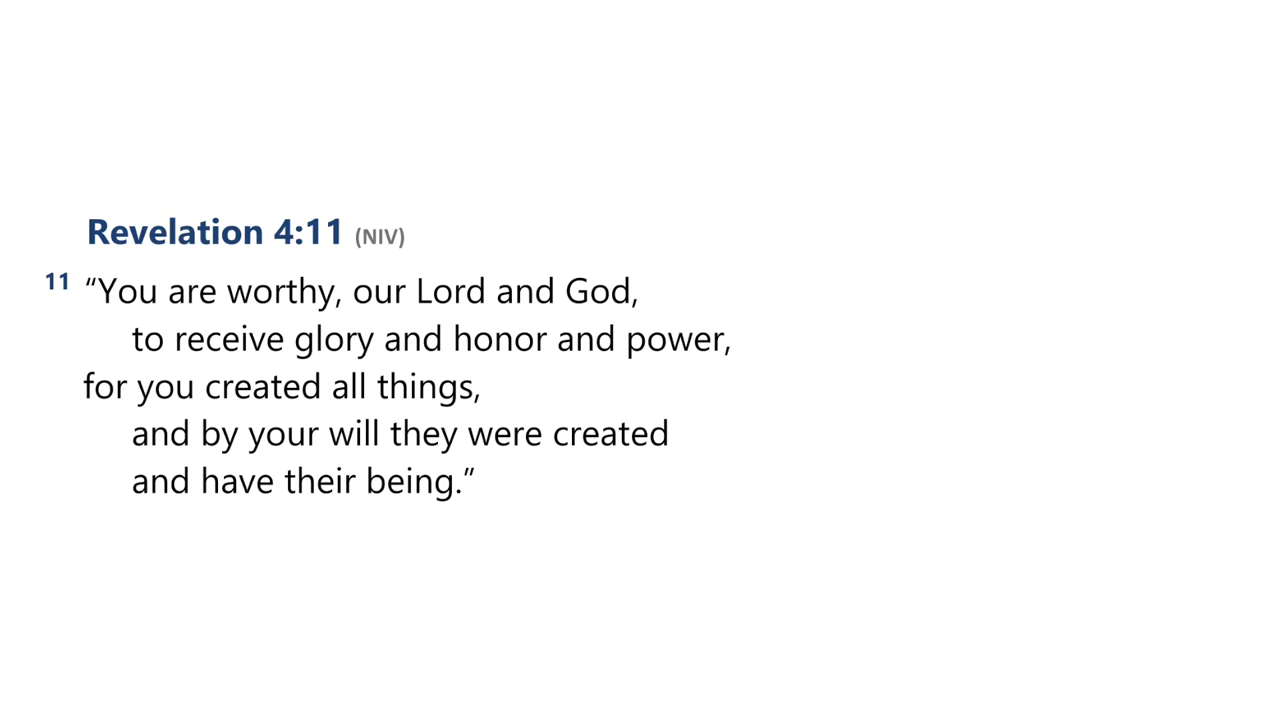 Revelation 4:11 (NIV)
11 “You are worthy, our Lord and God,
to receive glory and honor and power,
for you created all things,
and by your will they were created
and have their being.”